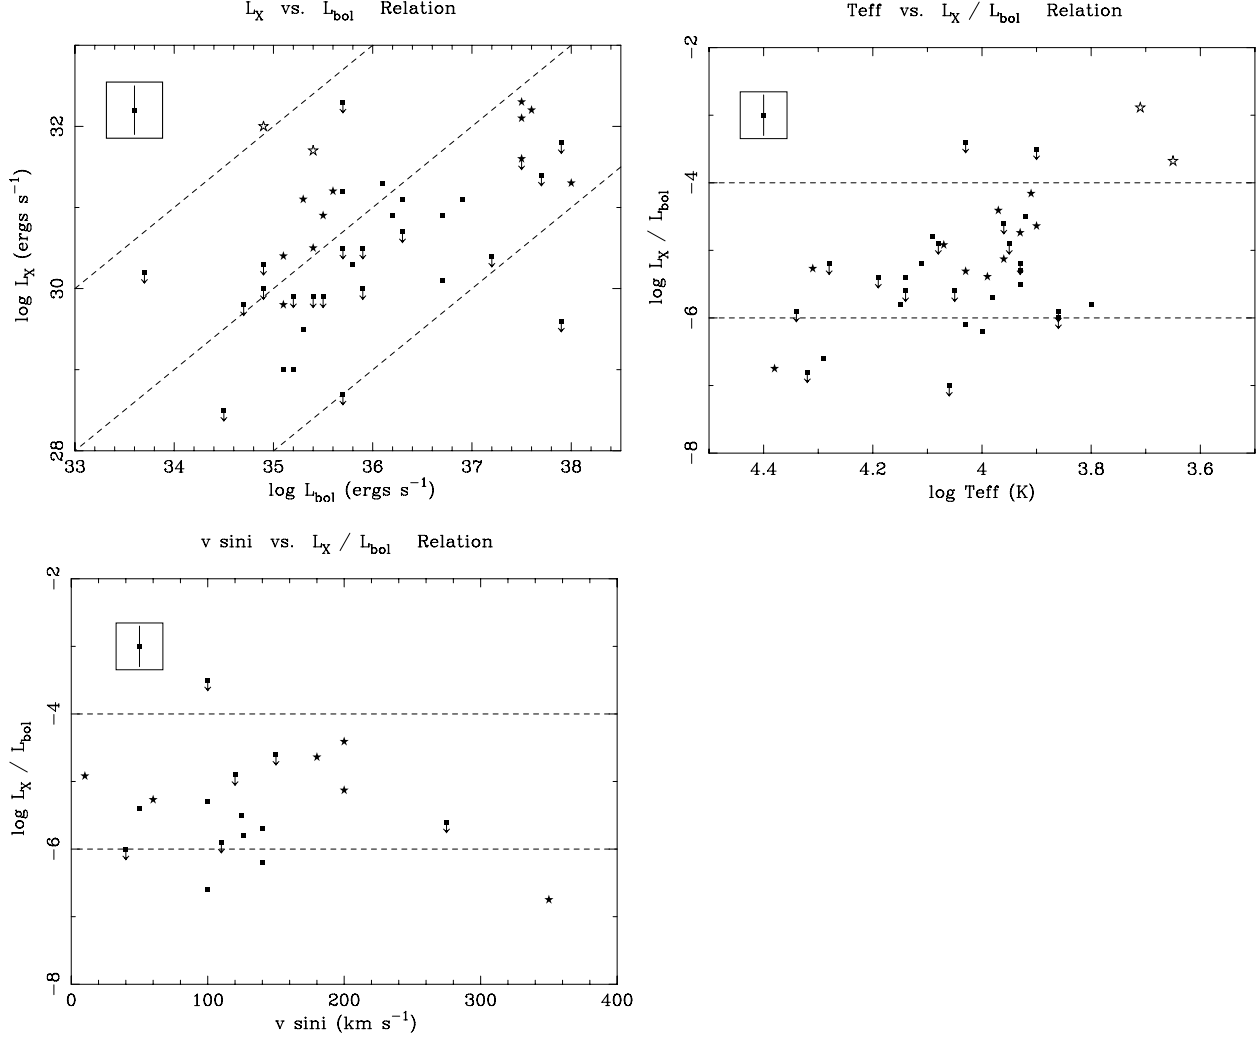 L_X vs. L_bol Relation
log L_X (ergs s^−1)
32
30
28
33 34 35 36 37 38
log L_bol (ergs s^−1)
Teff vs. L_X / L_bol Relation
log L_X / L_bol
−2
−4
−6
−8
4.4 4.2 4 3.8 3.6
log Teff (K)
v sini vs. L_X / L_bol Relation
log L_X / L_bol
−2
−4
−6
−8
0 100 200 300 400
v sini (km s^−1)